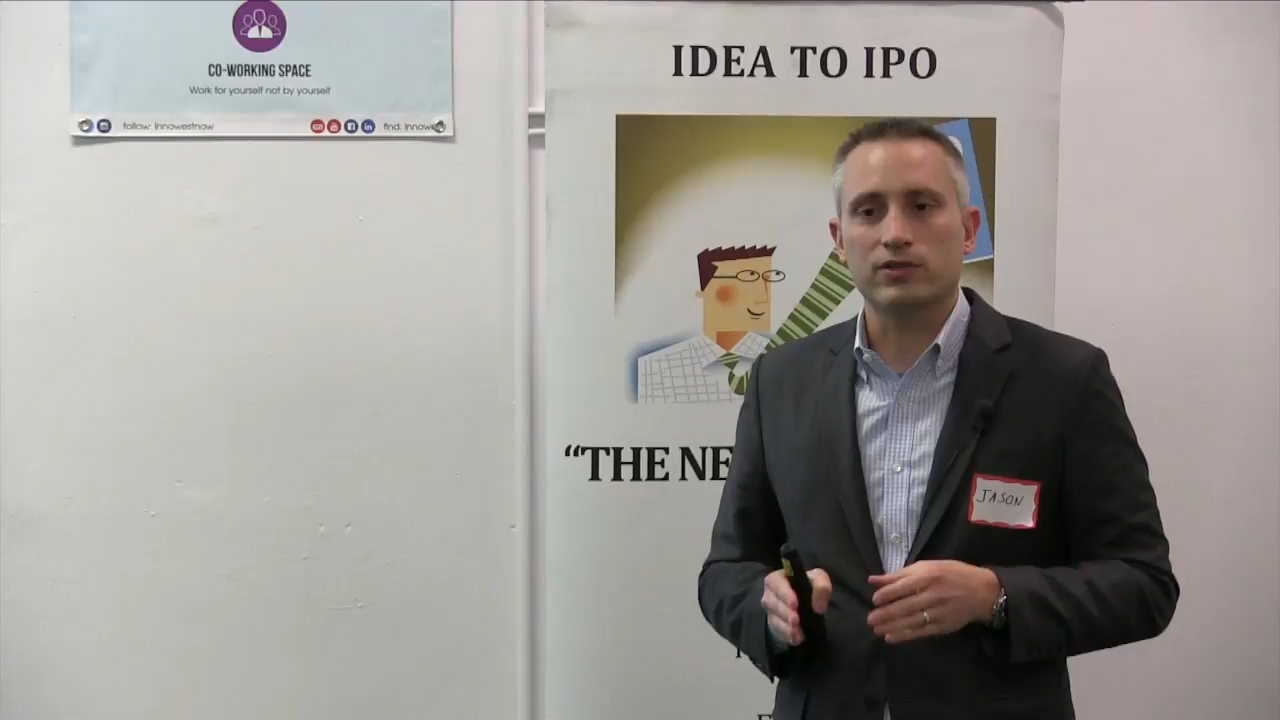 CO-WORKING SPACE
Work for yourself not by yourself
follow: Innowestnow
find: Innowe
IDEA TO IPO
“THE NE
JASON